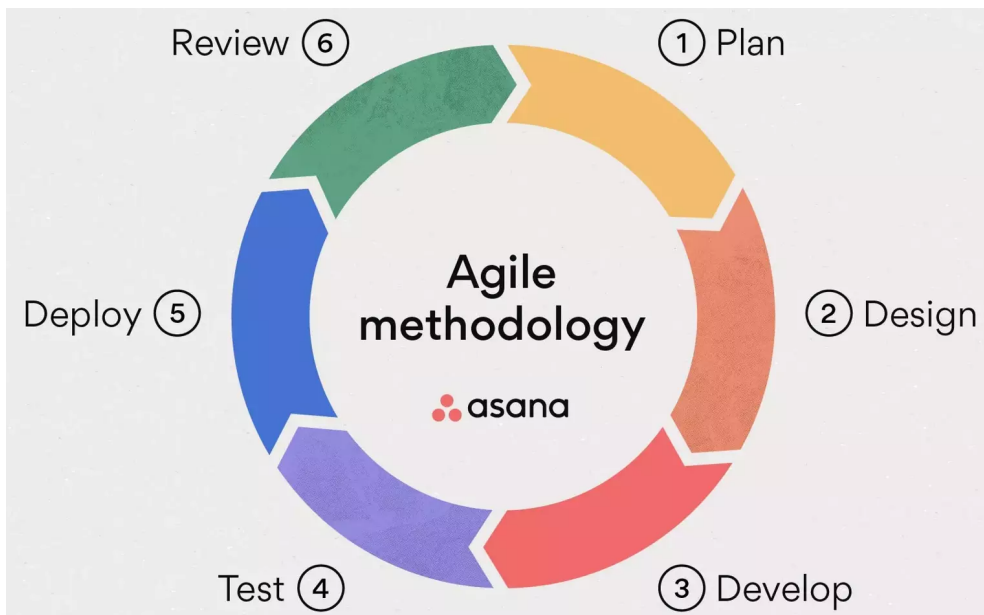 Agile
methodology
asana
1 Plan
2 Design
3 Develop
4 Test
5 Deploy
6 Review